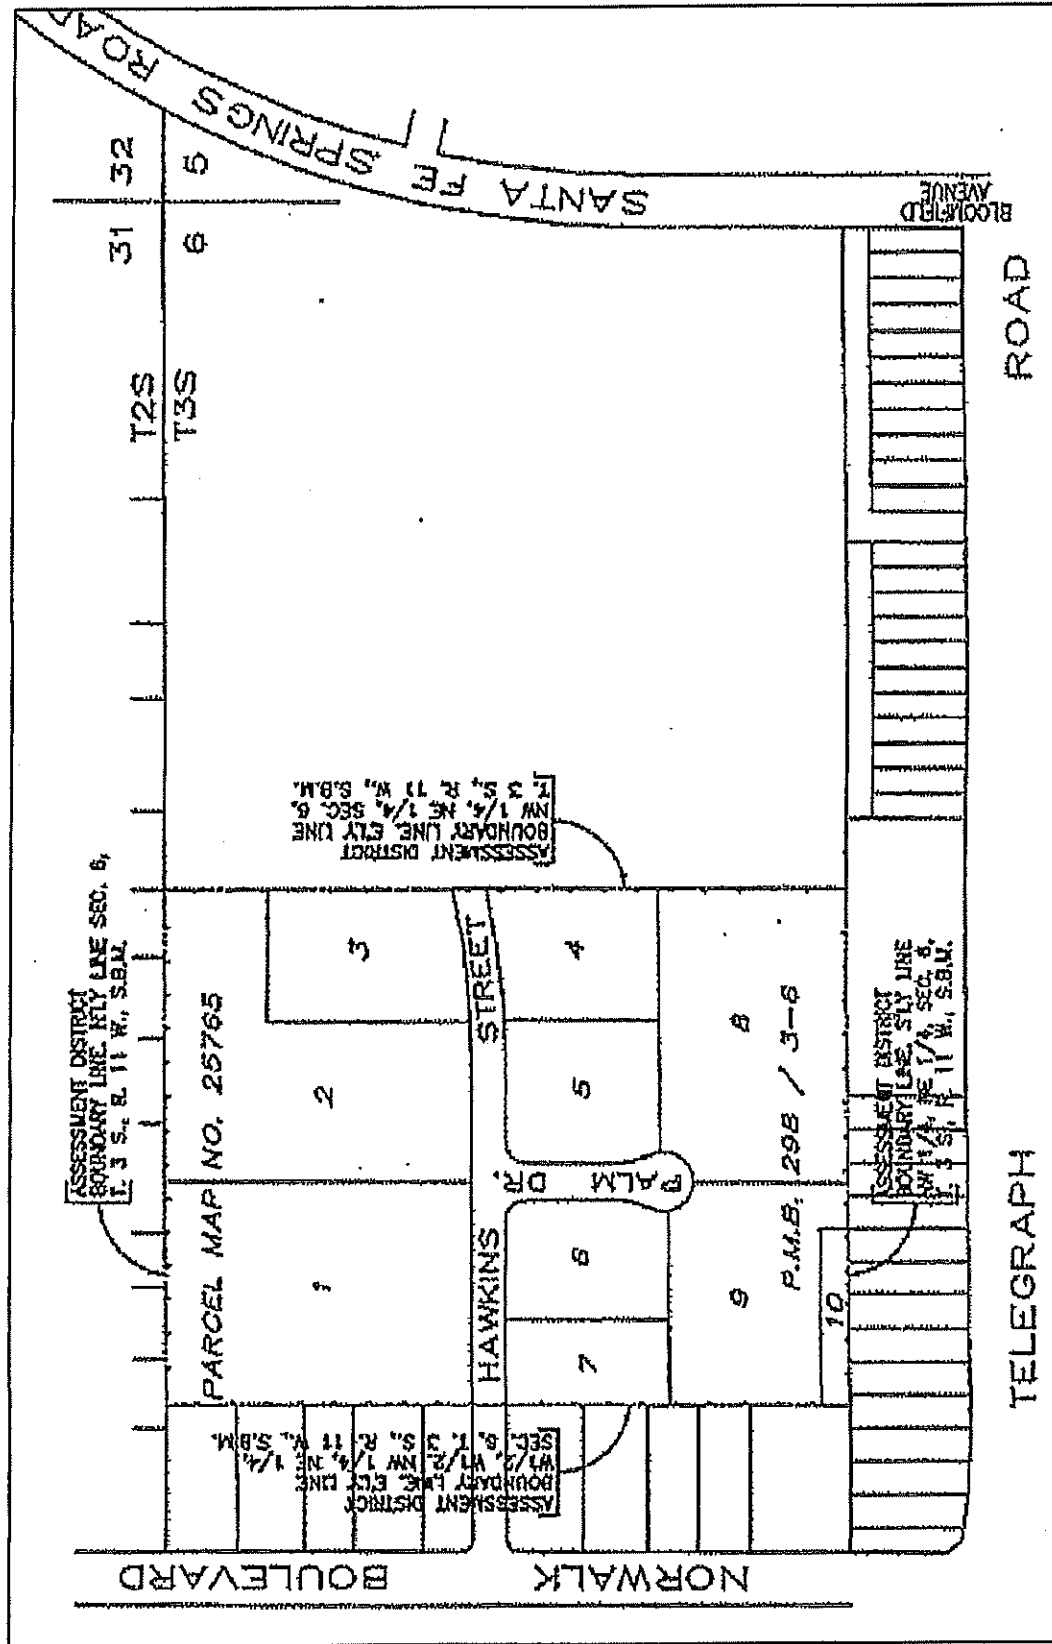 SANTA FE SPRINGS ROAD
31 32
6 5
T2S
T3S
BLOOMFIELD
AVENUE
ROAD
ASSESSMENT DISTRICT
BOUNDARY LINE, N'LY LINE SEC. 6,
T. 3 S., R. 11 W., S.B.M.
ASSESSMENT DISTRICT
BOUNDARY LINE, E'LY LINE
NW 1/4, NE 1/4, SEC. 6,
T. 3 S., R. 11 W., S.B.M.
PARCEL MAP NO. 25765
1
2
3
HAWKINS STREET
4
5
PALM DR.
6
7
8
9
P.M.B. 298 / 3-6
10
ASSESSMENT DISTRICT
BOUNDARY LINE, S'LY LINE
NW 1/4, NE 1/4, SEC. 6,
T. 3 S., R. 11 W., S.B.M.
ASSESSMENT DISTRICT
BOUNDARY LINE, E'LY LINE
W1/2, W1/2, NW 1/4, NE 1/4,
SEC. 6, T. 3 S., R. 11 W., S.B.M.
NORWALK BOULEVARD
TELEGRAPH